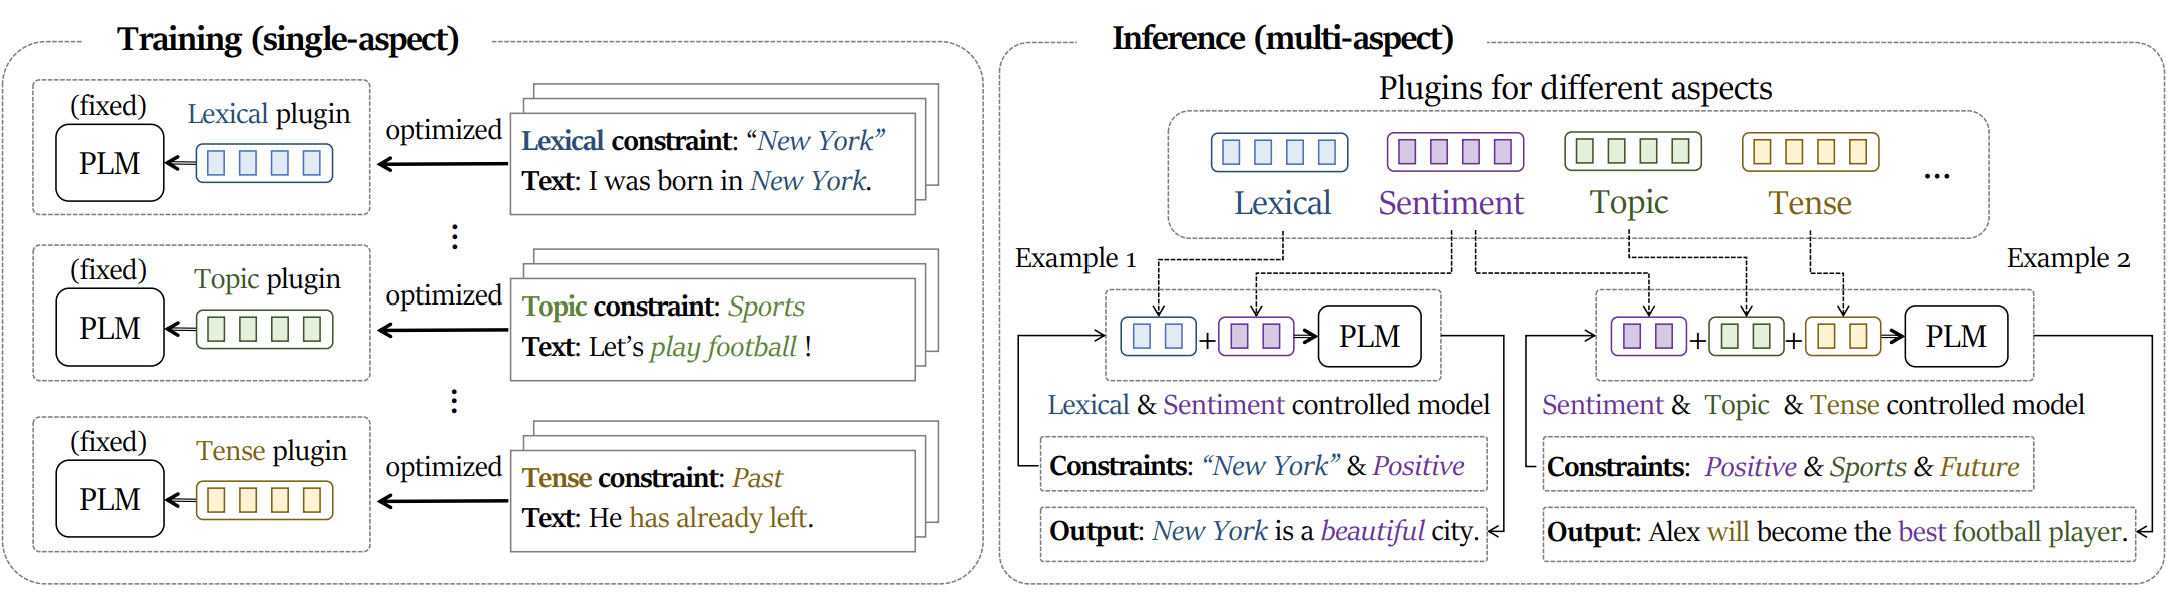 Training (single-aspect)
(fixed)
PLM
Lexical plugin
optimized
Lexical constraint: “New York”
Text: I was born in New York.
⋮
(fixed)
PLM
Topic plugin
optimized
Topic constraint: Sports
Text: Let’s play football !
⋮
(fixed)
PLM
Tense plugin
optimized
Tense constraint: Past
Text: He has already left.
Inference (multi-aspect)
Plugins for different aspects
Lexical
Sentiment
Topic
Tense
...
Example 1
+
PLM
Lexical & Sentiment controlled model
Constraints: “New York” & Positive
Output: New York is a beautiful city.
Example 2
+
+
PLM
Sentiment & Topic & Tense controlled model
Constraints: Positive & Sports & Future
Output: Alex will become the best football player.